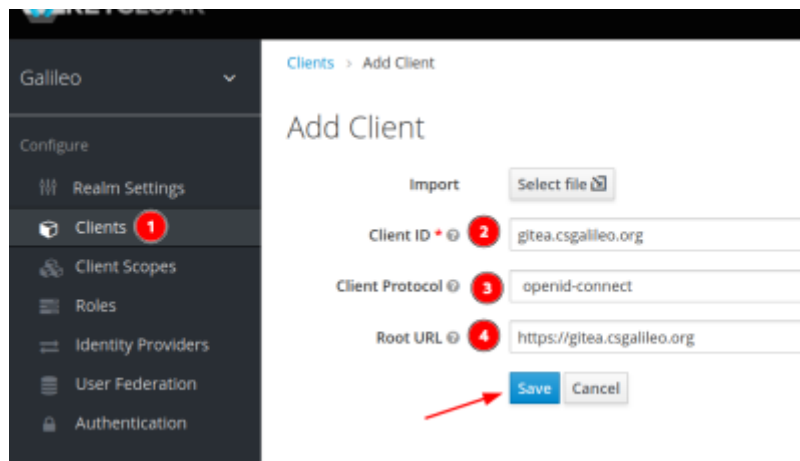 Galileo
Clients > Add Client
Add Client
Configure
Import Select file
Realm Settings
Clients 1
Client ID * 2 gitea.csgalileo.org
Client Scopes
Client Protocol 3 openid-connect
Roles
Root URL 4 https://gitea.csgalileo.org
Identity Providers
User Federation
Save Cancel
Authentication